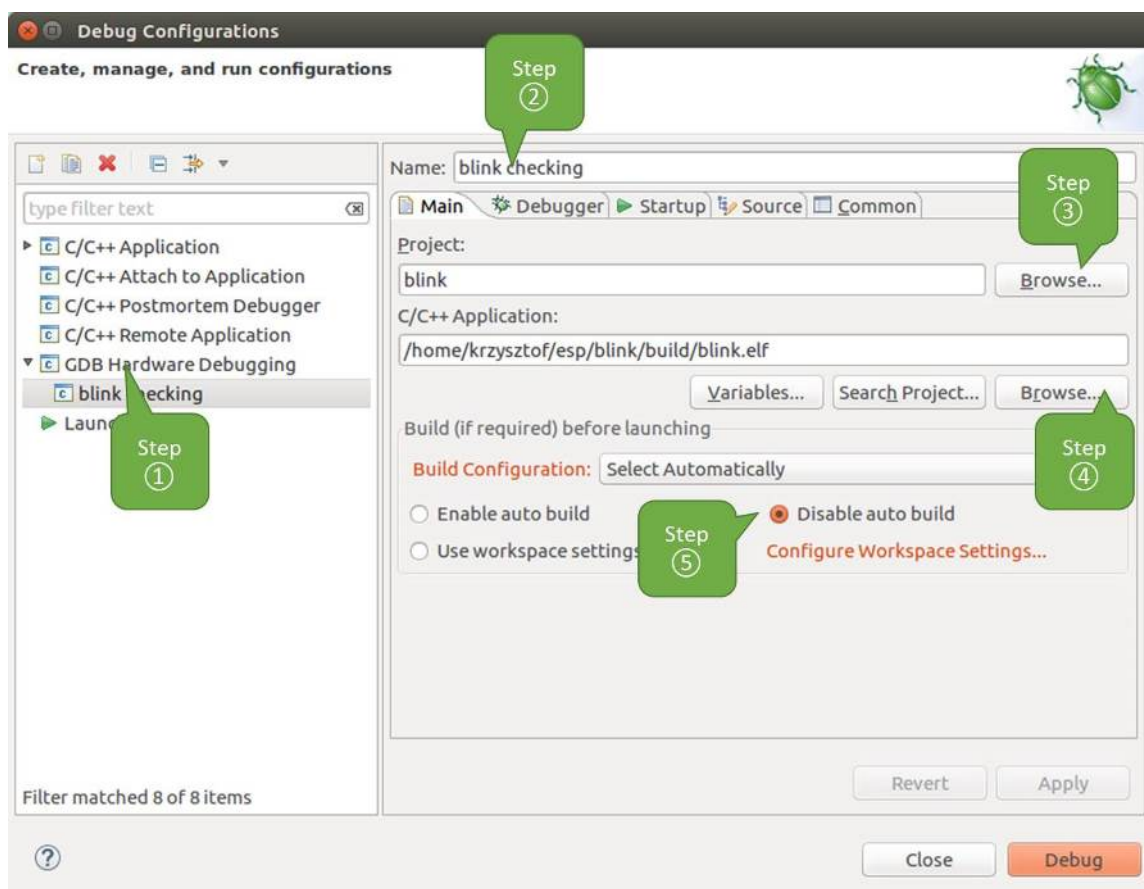 Debug Configurations
Create, manage, and run configurations
Step
②
type filter text
C/C++ Application
C/C++ Attach to Application
C/C++ Postmortem Debugger
C/C++ Remote Application
GDB Hardware Debugging
blink checking
Step
①
Filter matched 8 of 8 items
Name: blink checking
Step
③
Main Debugger Startup Source Common
Project:
blink Browse...
C/C++ Application:
/home/krzysztof/esp/blink/build/blink.elf
Variables... Search Project... Browse...
Step
④
Build (if required) before launching
Build Configuration: Select Automatically
Enable auto build Disable auto build
Step
⑤
Use workspace settings Configure Workspace Settings...
Revert Apply
? Close Debug